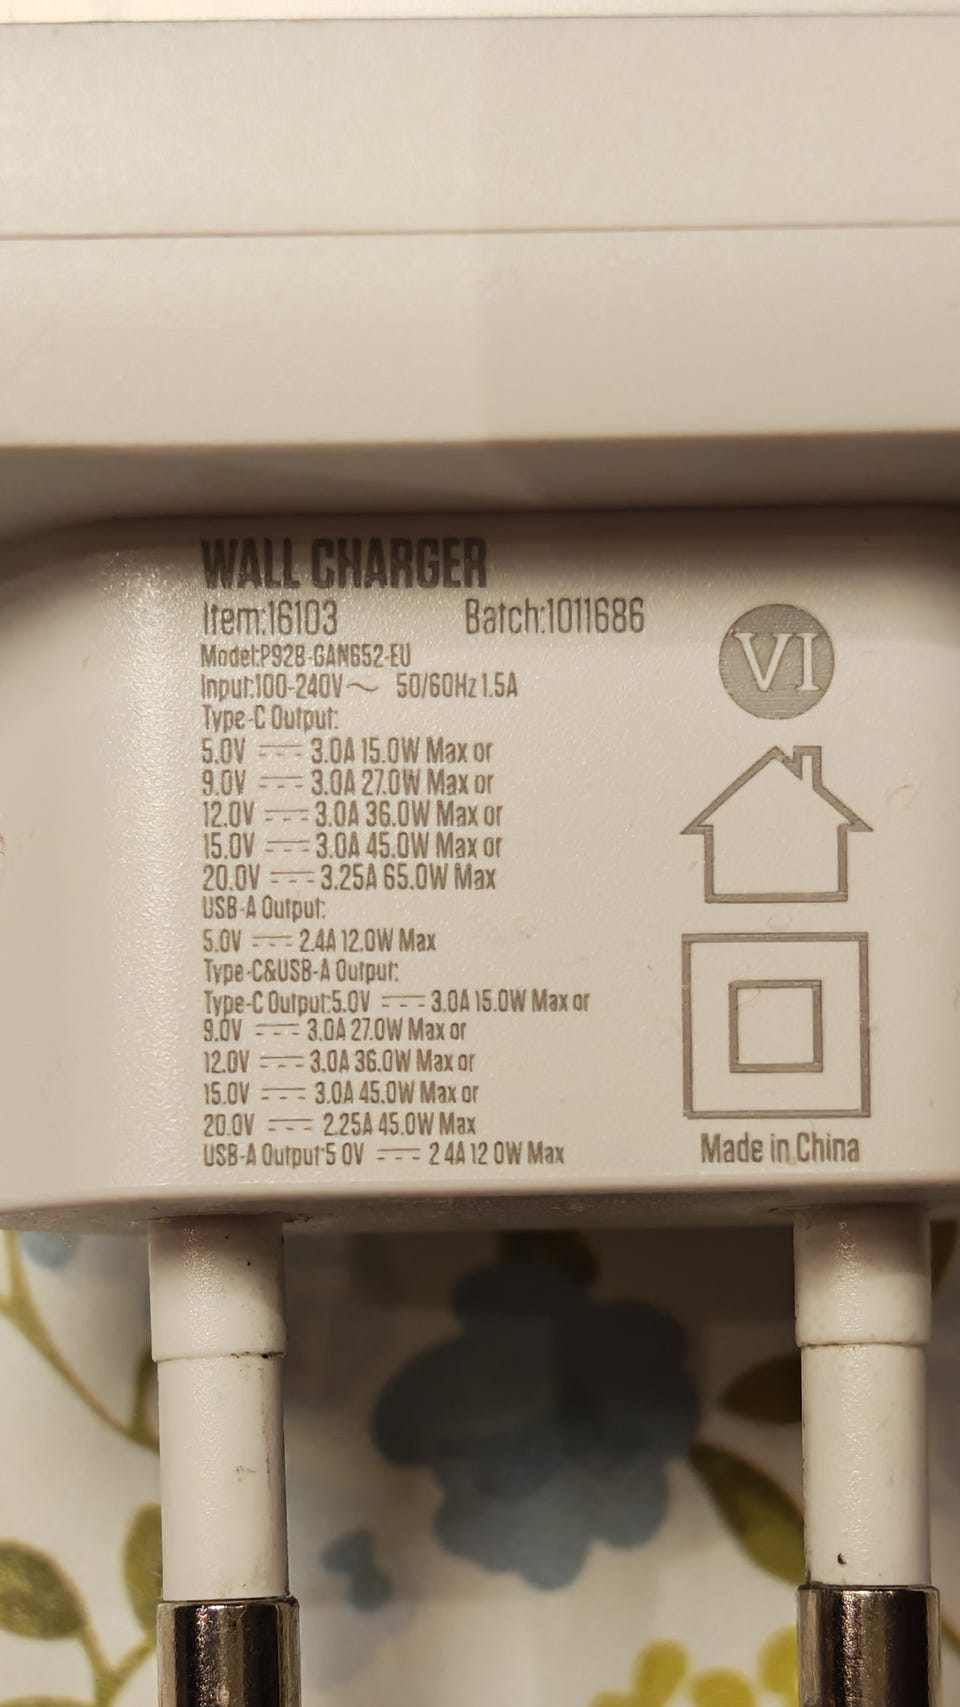 WALL CHARGER
Item:16103 Batch:1011686
Model:P928-GAN652-EU
Input:100-240V～ 50/60Hz 1.5A
Type-C Output:
5.0V ⎓ 3.0A 15.0W Max or
9.0V ⎓ 3.0A 27.0W Max or
12.0V ⎓ 3.0A 36.0W Max or
15.0V ⎓ 3.0A 45.0W Max or
20.0V ⎓ 3.25A 65.0W Max
USB-A Output:
5.0V ⎓ 2.4A 12.0W Max
Type-C&USB-A Output:
Type-C Output:5.0V ⎓ 3.0A 15.0W Max or
9.0V ⎓ 3.0A 27.0W Max or
12.0V ⎓ 3.0A 36.0W Max or
15.0V ⎓ 3.0A 45.0W Max or
20.0V ⎓ 2.25A 45.0W Max
USB-A Output:5.0V ⎓ 2.4A 12.0W Max
VI
Made in China